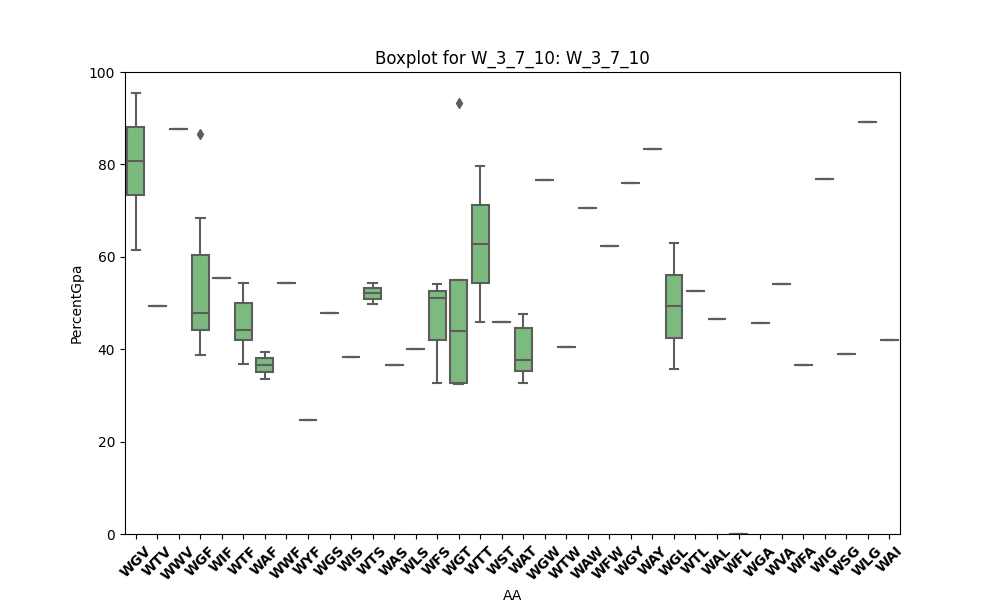 Boxplot for W_3_7_10: W_3_7_10
100
80
60
40
20
0
PercentGpa
WGV WTV WWV WGF WIF WTF WAF WWF WYF WGS WIS WTS WAS WLS WFS WGT WTT WST WAT WGW WTW WAW WFW WGY WAY WGL WTL WAL WFL WGA WVA WFA WIG WSG WLG WAI
AA